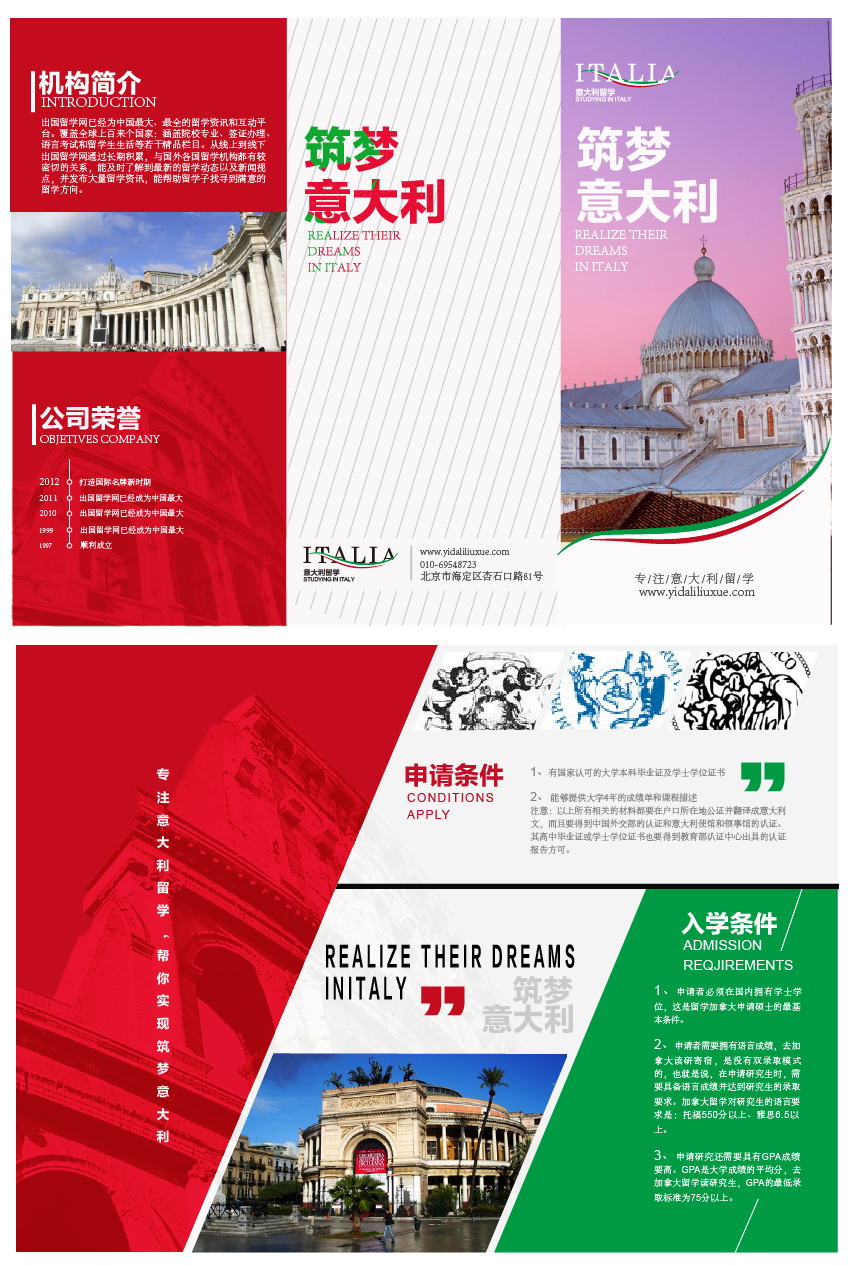 机构简介
INTRODUCTION
出国留学网已经为中国最大、最全的留学资讯和互动平
台。覆盖全球上百来个国家；涵盖院校专业、签证办理、
语言考试和留学生生活等若干精品栏目。从线上到线下
出国留学网通过长期积累，与国外各国留学机构都有较
密切的关系，能及时了解到最新的留学动态以及新闻视
点，并发布大量留学资讯，能帮助留学子找寻到满意的
留学方向。
公司荣誉
OBJETIVES COMPANY
2012 打造国际名牌新时期
2011 出国留学网已经成为中国最大
2010 出国留学网已经成为中国最大
1999 出国留学网已经成为中国最大
1997 顺利成立
筑梦
意大利
REALIZE THEIR
DREAMS
IN ITALY
ITALIA
意大利留学
STUDYING IN ITALY
www.yidaliliuxue.com
010-69548723
北京市海定区杏石口路81号
ITALIA
意大利留学
STUDYING IN ITALY
筑梦
意大利
REALIZE THEIR
DREAMS
IN ITALY
专/注/意/大/利/留/学
www.yidaliliuxue.com
专注意大利留学，帮你实现筑梦意大利
申请条件
CONDITIONS
APPLY
1、有国家认可的大学本科毕业证及学士学位证书
2、 能够提供大学4年的成绩单和课程描述
注意：以上所有相关的材料都要在户口所在地公证并翻译成意大利
文，而且要得到中国外交部的认证和意大利使馆和领事馆的认证。
其高中毕业证或学士学位证书也要得到教育部认证中心出具的认证
报告方可。
REALIZE THEIR DREAMS
INITALY
筑梦
意大利
入学条件
ADMISSION
REQJIREMENTS
1、 申请者必须在国内拥有学士学
位，这是留学加拿大申请硕士的最基
本条件。
2、 申请者需要拥有语言成绩，去加
拿大读研寄宿，是没有双录取模式
的，也就是说，在申请研究生时，需
要具备语言成绩并达到研究生的录取
要求。加拿大留学对研究生的语言要
求是：托福550分以上、雅思6.5以
上。
3、 申请研究还需要具有GPA成绩
要高。GPA是大学成绩的平均分，去
加拿大留学读研究生，GPA的最低录
取标准为75分以上。